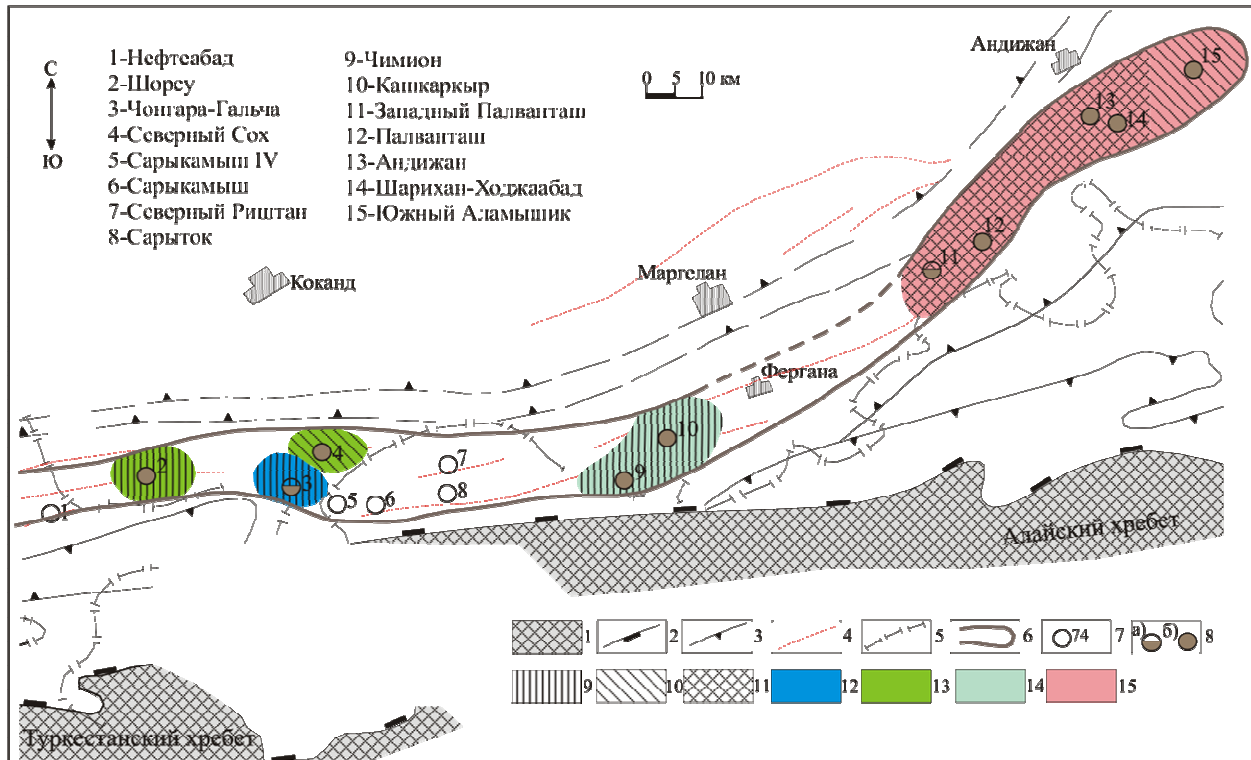 С
Ю
1-Нефтеабад
2-Шорсу
3-Чонгара-Гальча
4-Северный Сох
5-Сарыкамыш IV
6-Сарыкамыш
7-Северный Риштан
8-Сарыток
9-Чимион
10-Кашкаркыр
11-Западный Палванташ
12-Палванташ
13-Андижан
14-Шарихан-Ходжаабад
15-Южный Аламышик
0 5 10 км
Андижан
15
13
14
12
11
Маргелан
Коканд
Фергана
10
9
4
2
3
7
8
5
6
1
Алайский хребет
Туркестанский хребет
1
2
3
4
5
6
74
7
а)
б)
8
9
10
11
12
13
14
15